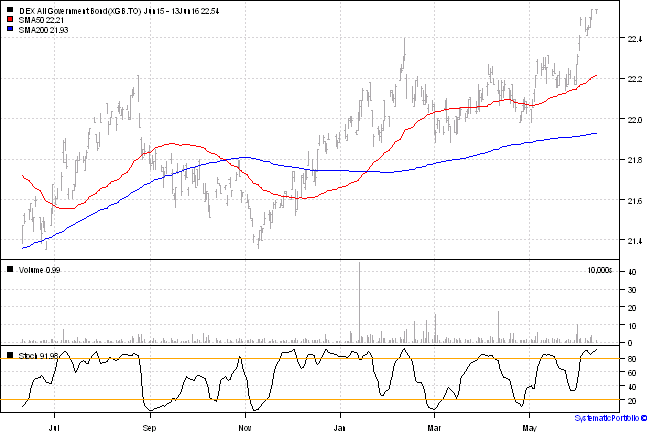 DEX All Government Bond(XGB.TO) Jun15 - 13Jun16 22.54
SMA50 22.21
SMA200 21.93
22.4
22.2
22.0
21.8
21.6
21.4
Volume 0.99
10,000s
40
30
20
10
0
Stoch 91.98
80
60
40
20
Jul
Sep
Nov
Jan
Mar
May
SystematicPortfolio ©